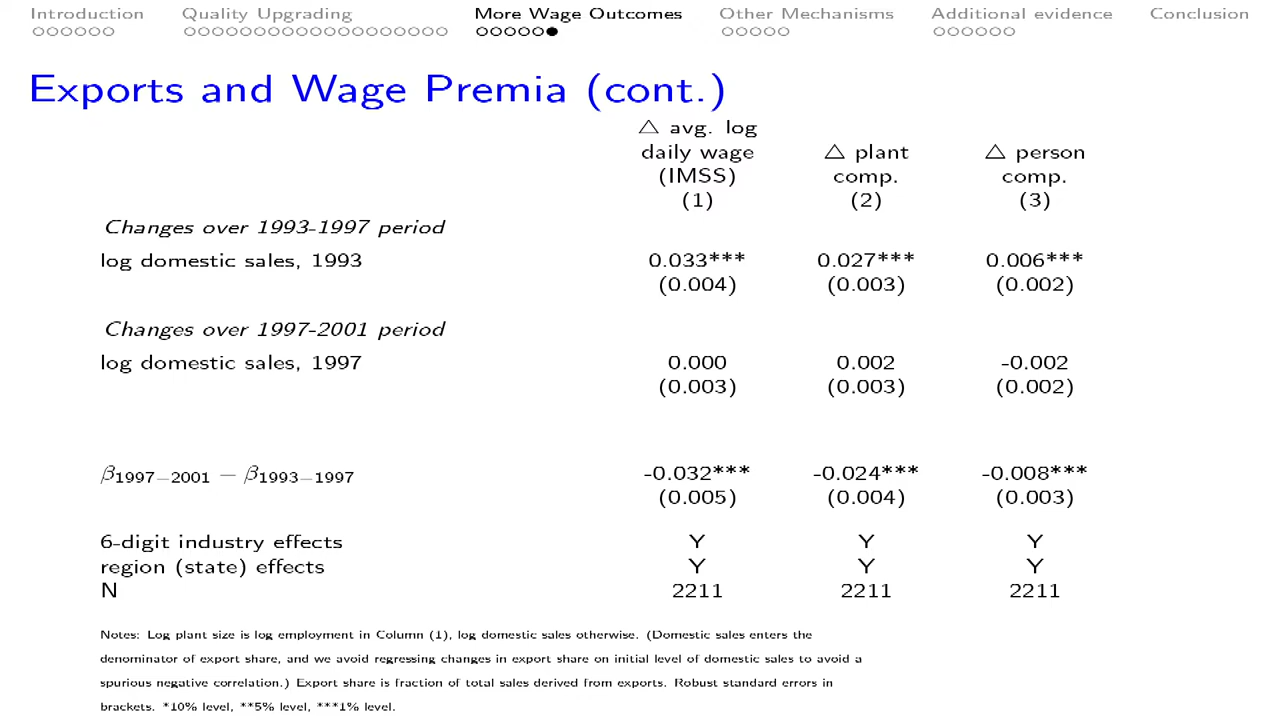 Introduction Quality Upgrading More Wage Outcomes Other Mechanisms Additional evidence Conclusion
Exports and Wage Premia (cont.)
△ avg. log
daily wage △ plant △ person
(IMSS) comp. comp.
(1) (2) (3)
Changes over 1993-1997 period
log domestic sales, 1993 0.033*** 0.027*** 0.006***
(0.004) (0.003) (0.002)
Changes over 1997-2001 period
log domestic sales, 1997 0.000 0.002 -0.002
(0.003) (0.003) (0.002)
β1997−2001 − β1993−1997 -0.032*** -0.024*** -0.008***
(0.005) (0.004) (0.003)
6-digit industry effects Y Y Y
region (state) effects Y Y Y
N 2211 2211 2211
Notes: Log plant size is log employment in Column (1), log domestic sales otherwise. (Domestic sales enters the
denominator of export share, and we avoid regressing changes in export share on initial level of domestic sales to avoid a
spurious negative correlation.) Export share is fraction of total sales derived from exports. Robust standard errors in
brackets. *10% level, **5% level, ***1% level.